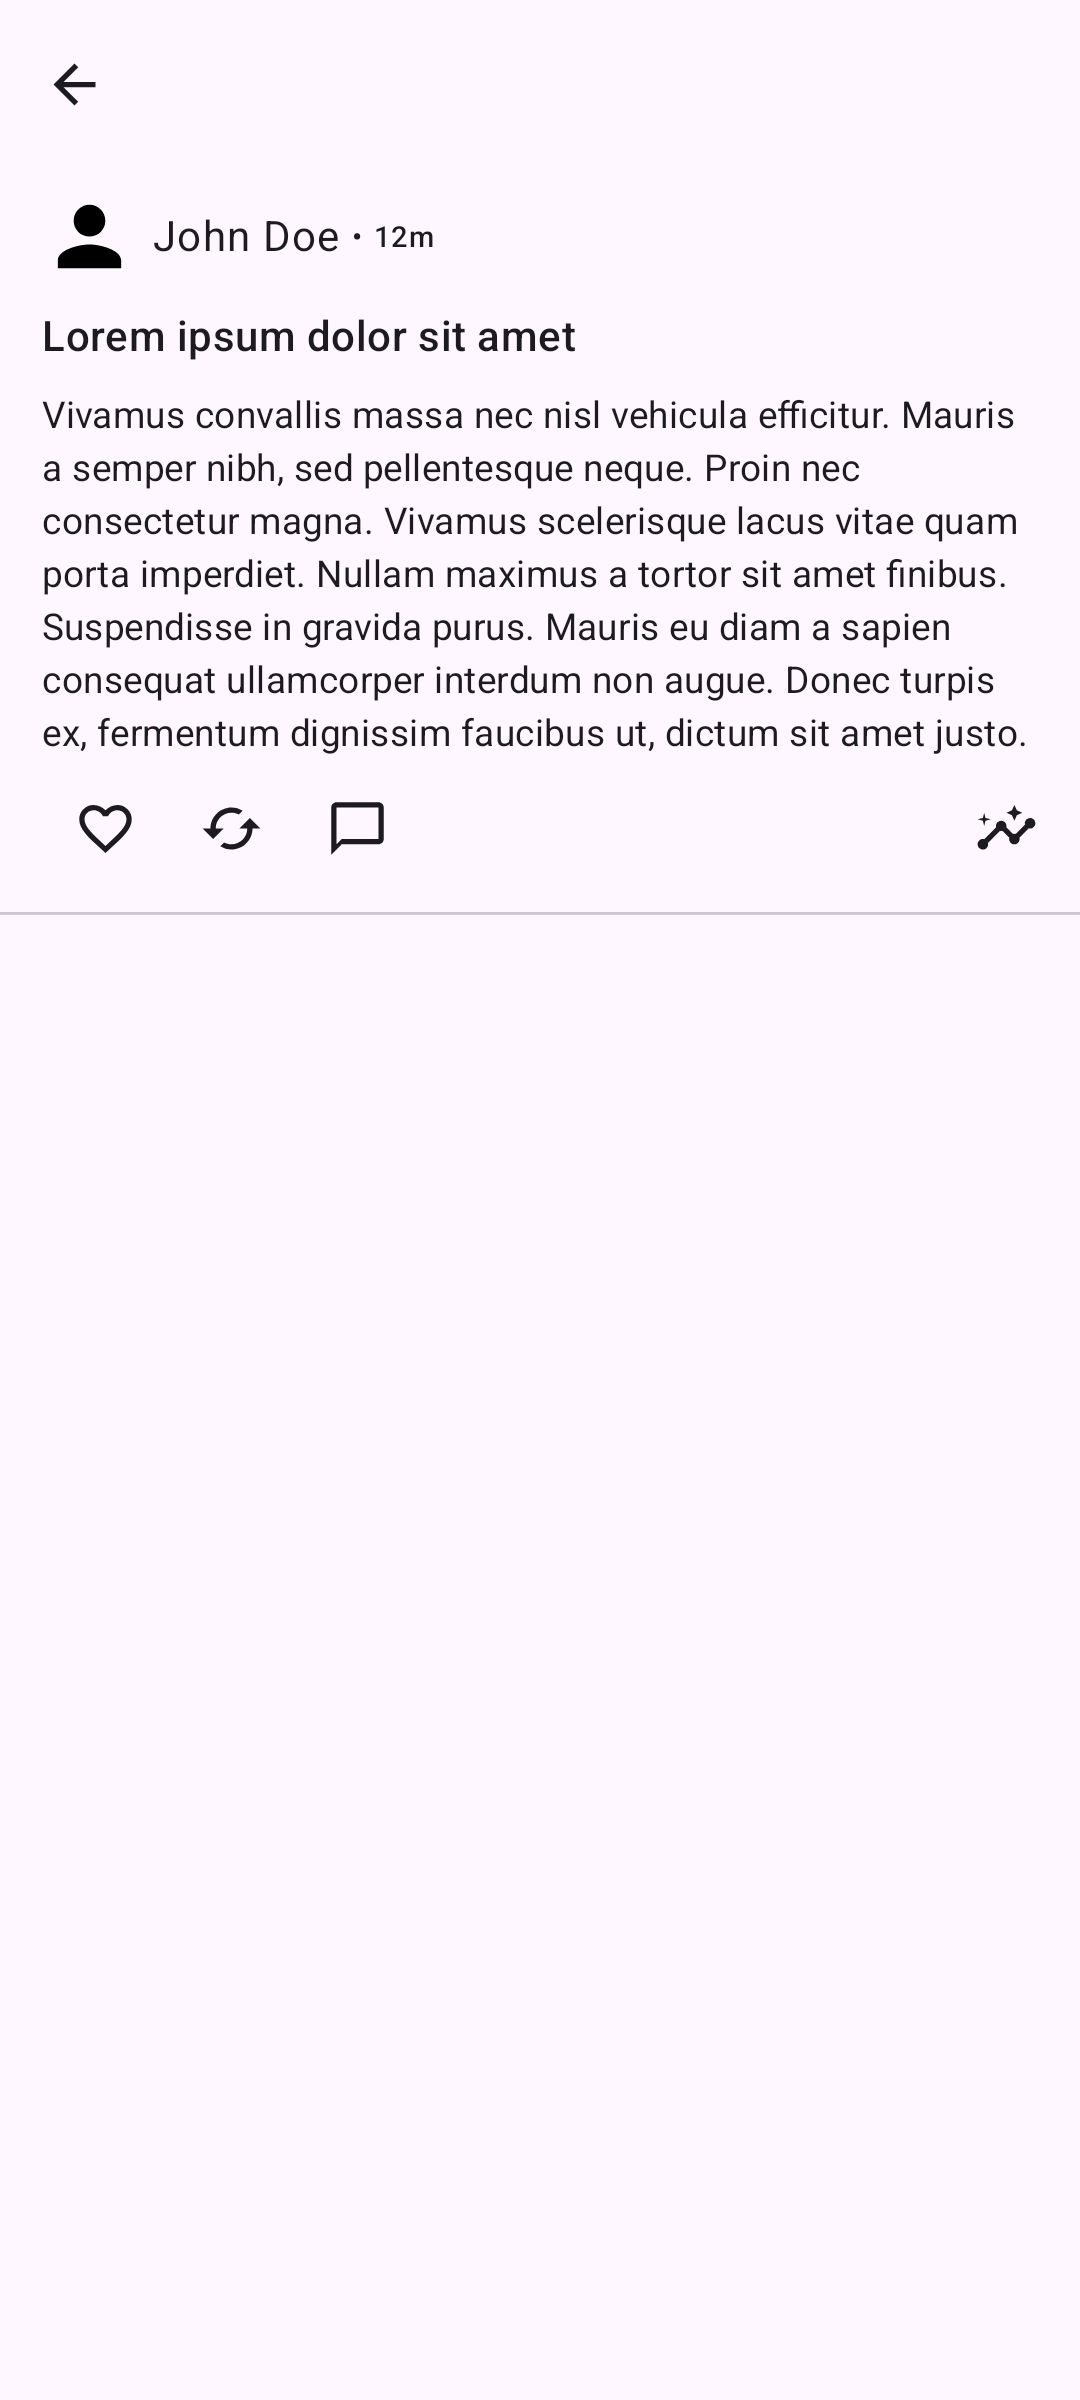 John Doe • 12m
Lorem ipsum dolor sit amet
Vivamus convallis massa nec nisl vehicula efficitur. Mauris
a semper nibh, sed pellentesque neque. Proin nec
consectetur magna. Vivamus scelerisque lacus vitae quam
porta imperdiet. Nullam maximus a tortor sit amet finibus.
Suspendisse in gravida purus. Mauris eu diam a sapien
consequat ullamcorper interdum non augue. Donec turpis
ex, fermentum dignissim faucibus ut, dictum sit amet justo.